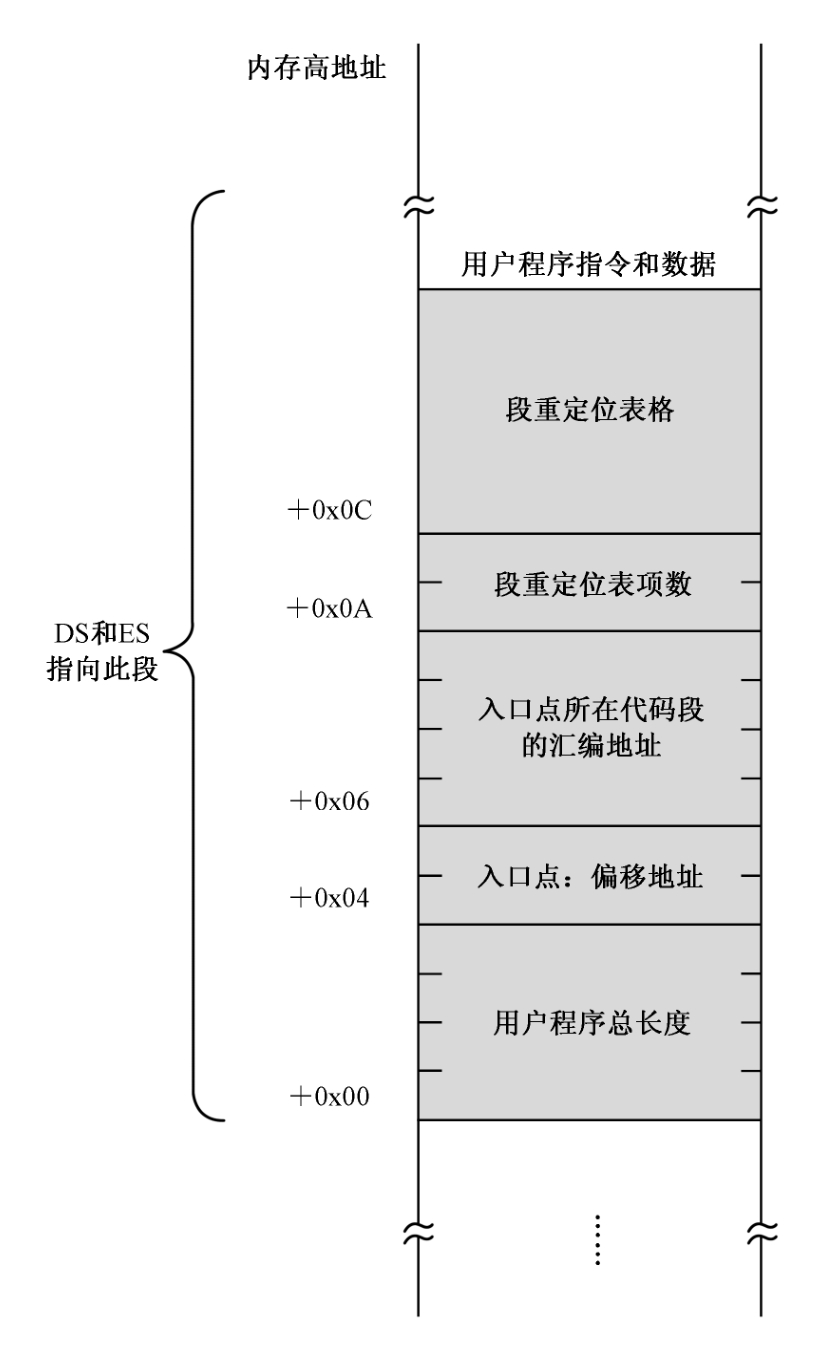 内存高地址
用户程序指令和数据
段重定位表格
+0x0C
段重定位表项数
+0x0A
DS和ES
指向此段
入口点所在代码段
的汇编地址
+0x06
入口点：偏移地址
+0x04
用户程序总长度
+0x00